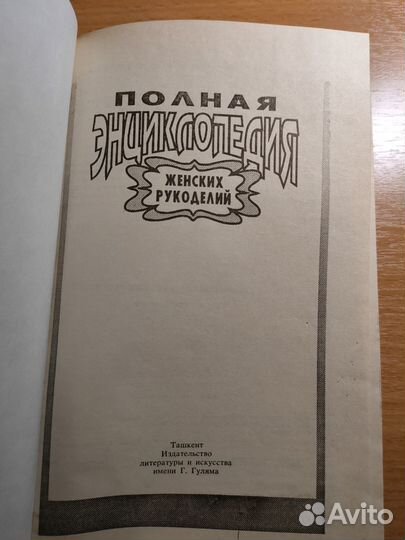 ПОЛНАЯ
ЭНЦИКЛОПЕДИЯ
ЖЕНСКИХ
РУКОДЕЛИЙ
Ташкент
Издательство
литературы и искусства
имени Г. Гуляма
Avito